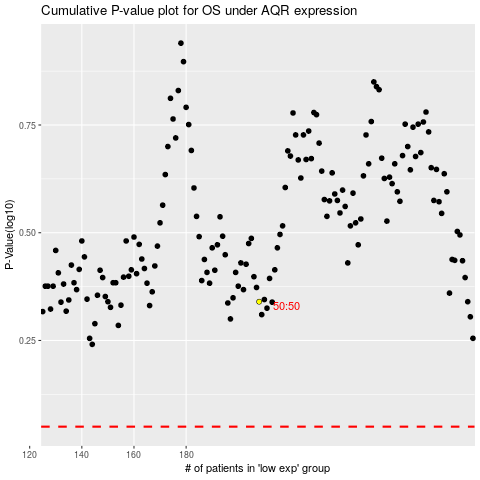 Cumulative P-value plot for OS under AQR expression
P-Value(log10)
0.75
0.50
0.25
50:50
120 140 160 180
# of patients in 'low exp' group